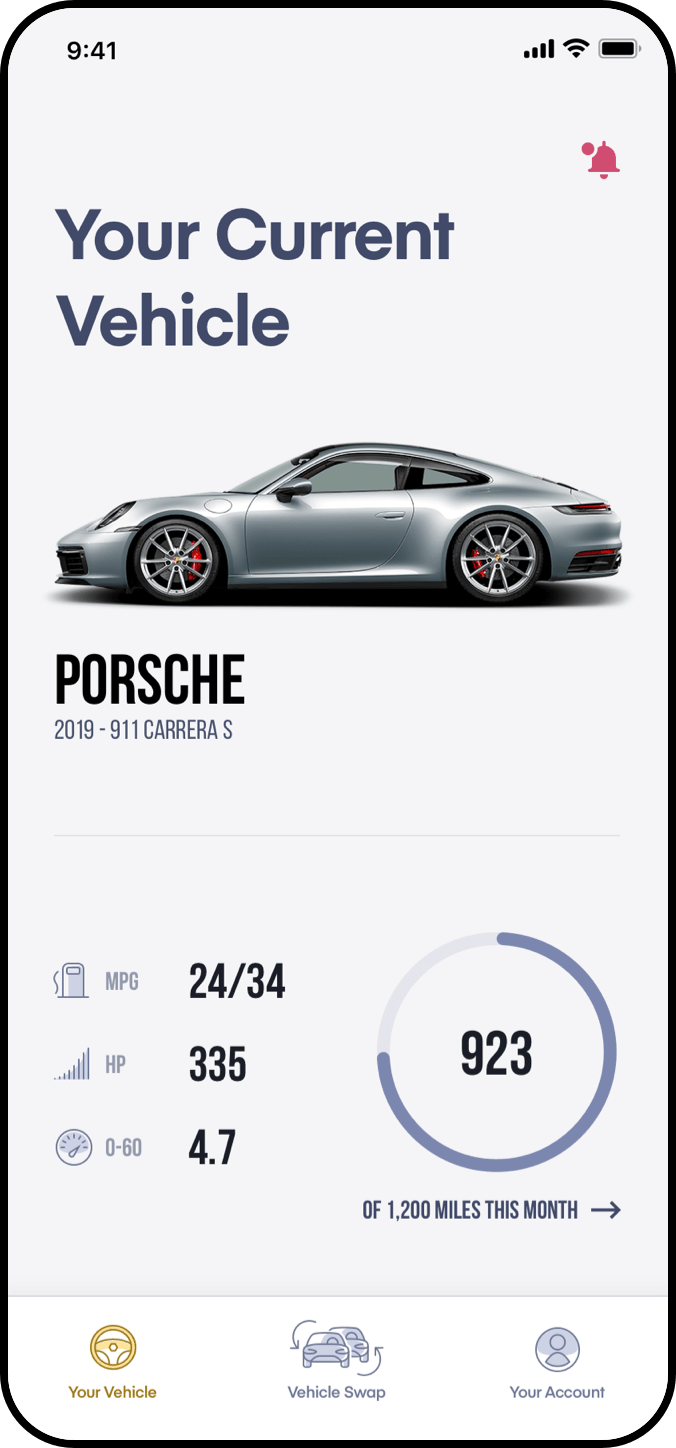 9:41
Your Current
Vehicle
PORSCHE
2019 - 911 CARRERA S
MPG 24/34
HP 335
0-60 4.7
923
OF 1,200 MILES THIS MONTH
Your Vehicle
Vehicle Swap
Your Account